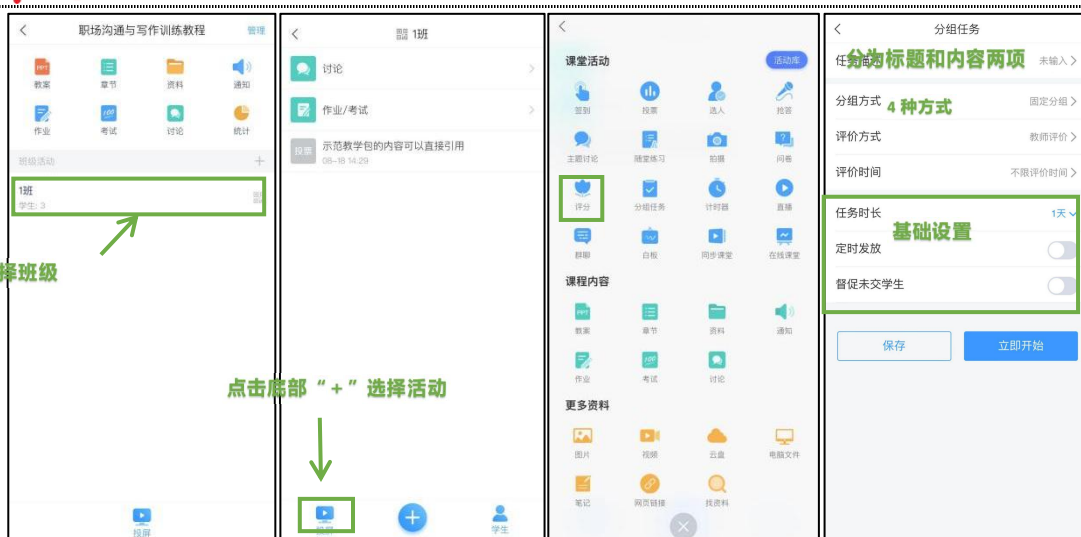 职场沟通与写作训练教程
管理
教案
章节
资料
通知
作业
考试
讨论
统计
班级活动
1班
学生: 3
择班级
投屏
1班
讨论
作业/考试
投票
示范教学包的内容可以直接引用
08-18 14:29
点击底部“+”选择活动
投屏
学生
课堂活动
活动库
签到
投票
选人
抢答
主题讨论
随堂练习
拍摄
问卷
评分
分组任务
计时器
直播
群聊
白板
同步课堂
在线课堂
课程内容
PPT
教案
章节
资料
通知
作业
考试
讨论
更多资料
图片
视频
云盘
电脑文件
笔记
网页链接
找资料
分组任务
分为标题和内容两项
未输入
分组方式
4 种方式
固定分组
评价方式
教师评价
评价时间
不限评价时间
任务时长
1天
基础设置
定时发放
督促未交学生
保存
立即开始